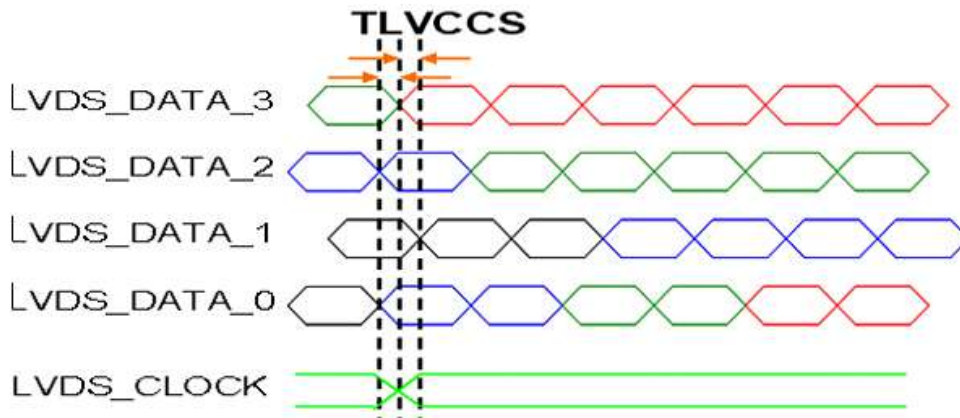 TLVCCS
LVDS_DATA_3
LVDS_DATA_2
LVDS_DATA_1
LVDS_DATA_0
LVDS_CLOCK